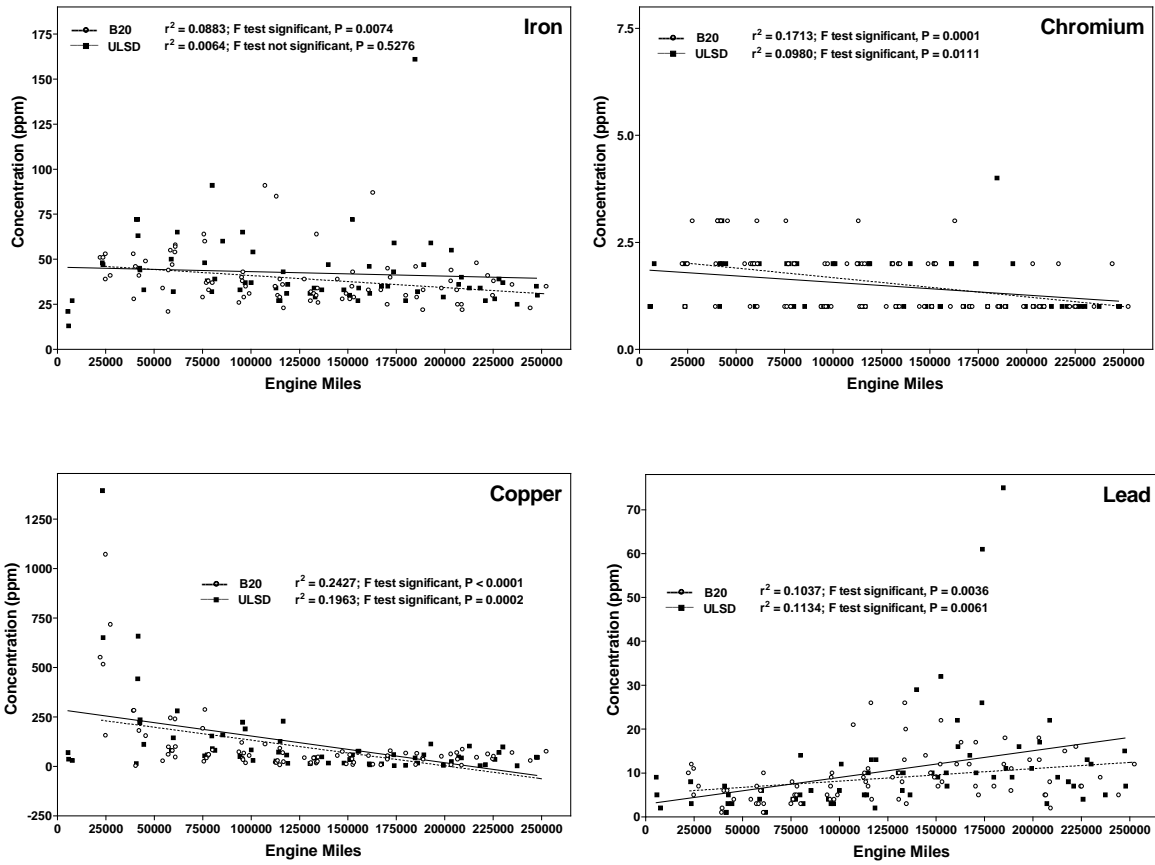 Iron
B20 r² = 0.0883; F test significant, P = 0.0074
ULSD r² = 0.0064; F test not significant, P = 0.5276
175
150
125
100
75
50
25
0
Concentration (ppm)
0 25000 50000 75000 100000 125000 150000 175000 200000 225000 250000
Engine Miles
Chromium
B20 r² = 0.1713; F test significant, P = 0.0001
ULSD r² = 0.0980; F test significant, P = 0.0111
7.5
5.0
2.5
0.0
Concentration (ppm)
0 25000 50000 75000 100000 125000 150000 175000 200000 225000 250000
Engine Miles
Copper
B20 r² = 0.2427; F test significant, P < 0.0001
ULSD r² = 0.1963; F test significant, P = 0.0002
1250
1000
750
500
250
0
-250
Concentration (ppm)
0 25000 50000 75000 100000 125000 150000 175000 200000 225000 250000
Engine Miles
Lead
B20 r² = 0.1037; F test significant, P = 0.0036
ULSD r² = 0.1134; F test significant, P = 0.0061
70
60
50
40
30
20
10
0
Concentration (ppm)
0 25000 50000 75000 100000 125000 150000 175000 200000 225000 250000
Engine Miles